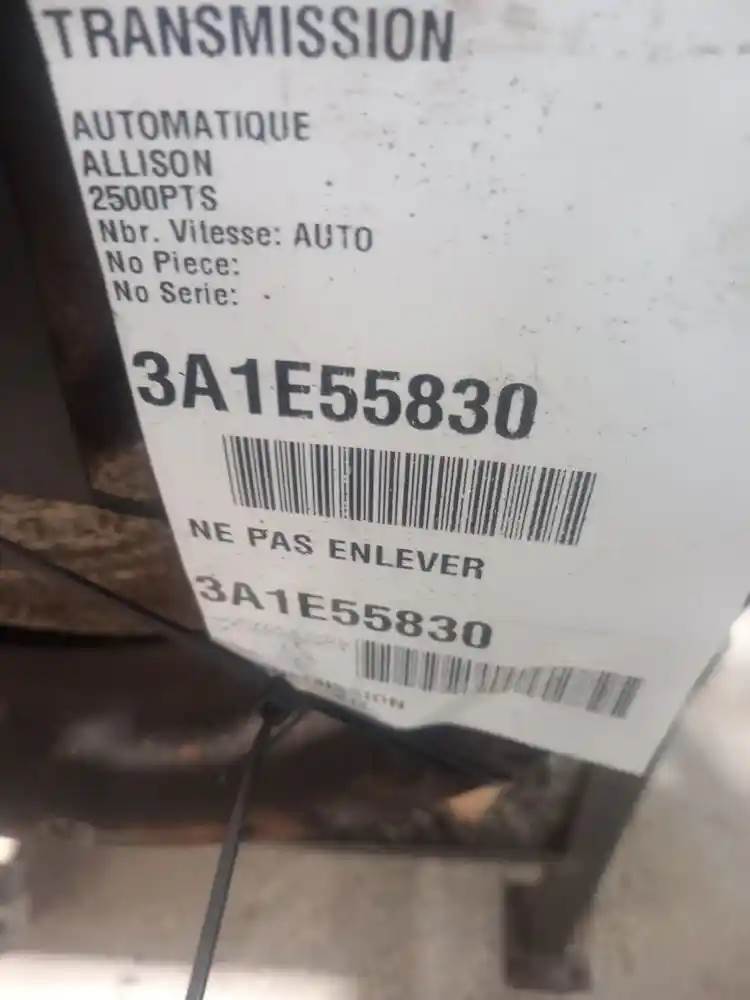 TRANSMISSION
AUTOMATIQUE
ALLISON
2500PTS
Nbr. Vitesse: AUTO
No Piece:
No Serie:
3A1E55830
NE PAS ENLEVER
3A1E55830